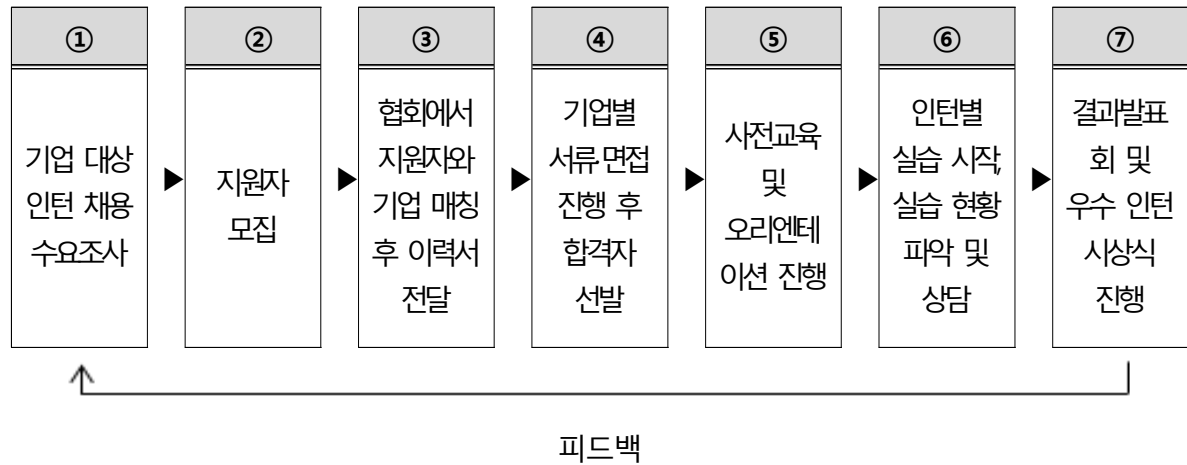 ①
기업 대상
인턴 채용
수요조사
▶
②
지원자
모집
▶
③
협회에서
지원자와
기업 매칭
후 이력서
전달
▶
④
기업별
서류·면접
진행 후
합격자
선발
▶
⑤
사전교육
및
오리엔테
이션 진행
▶
⑥
인턴별
실습 시작,
실습 현황
파악 및
상담
▶
⑦
결과발표
회 및
우수 인턴
시상식
진행
피드백